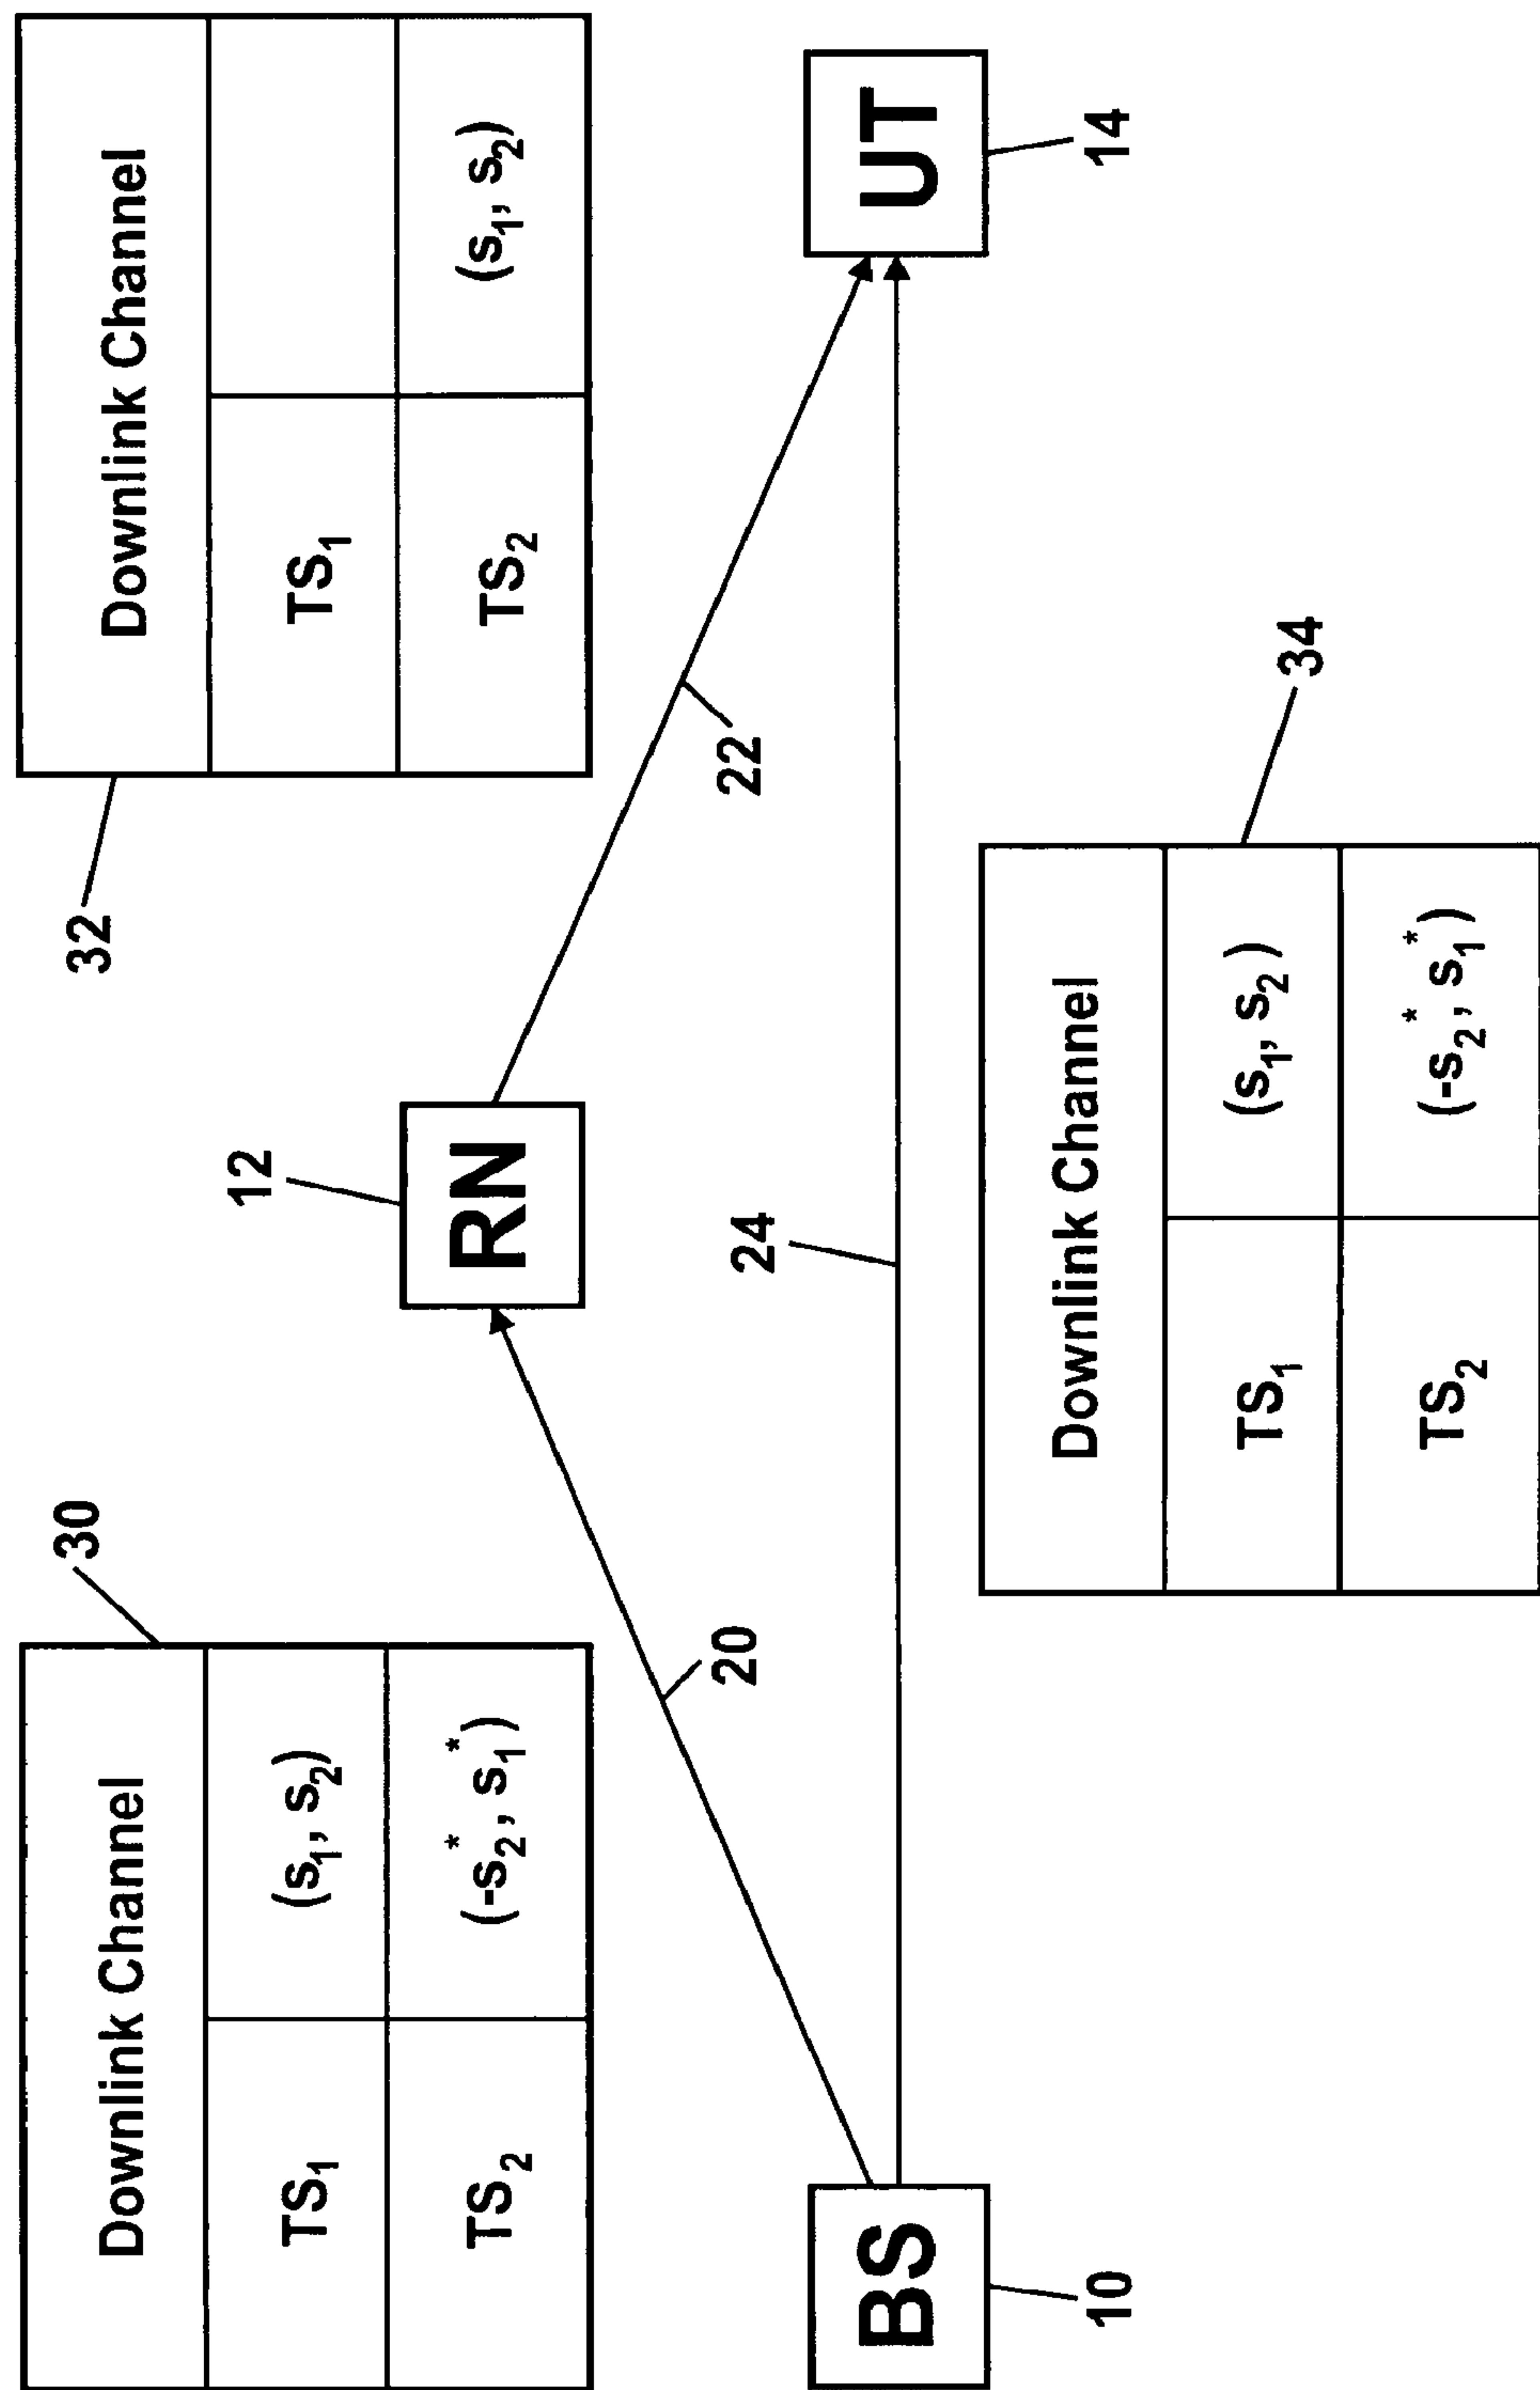 30
Downlink Channel
TS₁ (s₁, s₂)
TS₂ (-s₂*, s₁*)
32
Downlink Channel
TS₁
TS₂ (s₁, s₂)
12
RN
20
22
24
BS
10
UT
14
34
Downlink Channel
TS₁ (s₁, s₂)
TS₂ (-s₂*, s₁*)